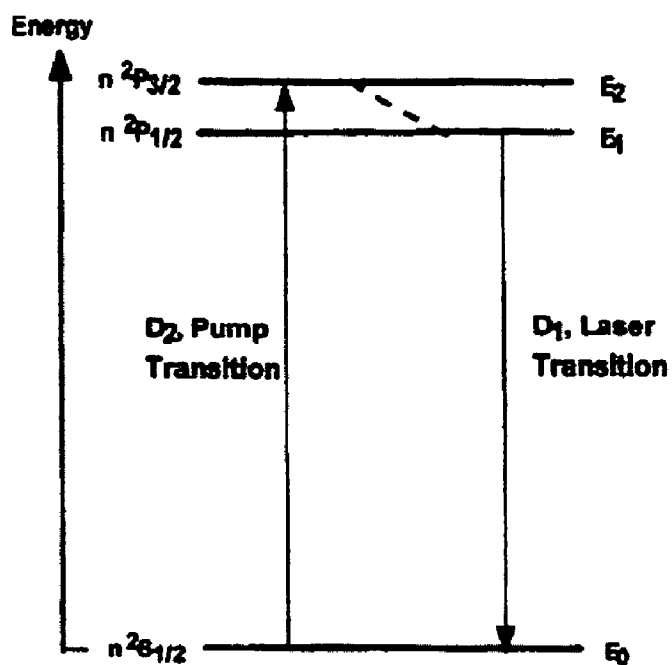 Energy
n ²P3/2 E2
n ²P1/2 E1
D2, Pump
Transition
D1, Laser
Transition
n ²S1/2 E0